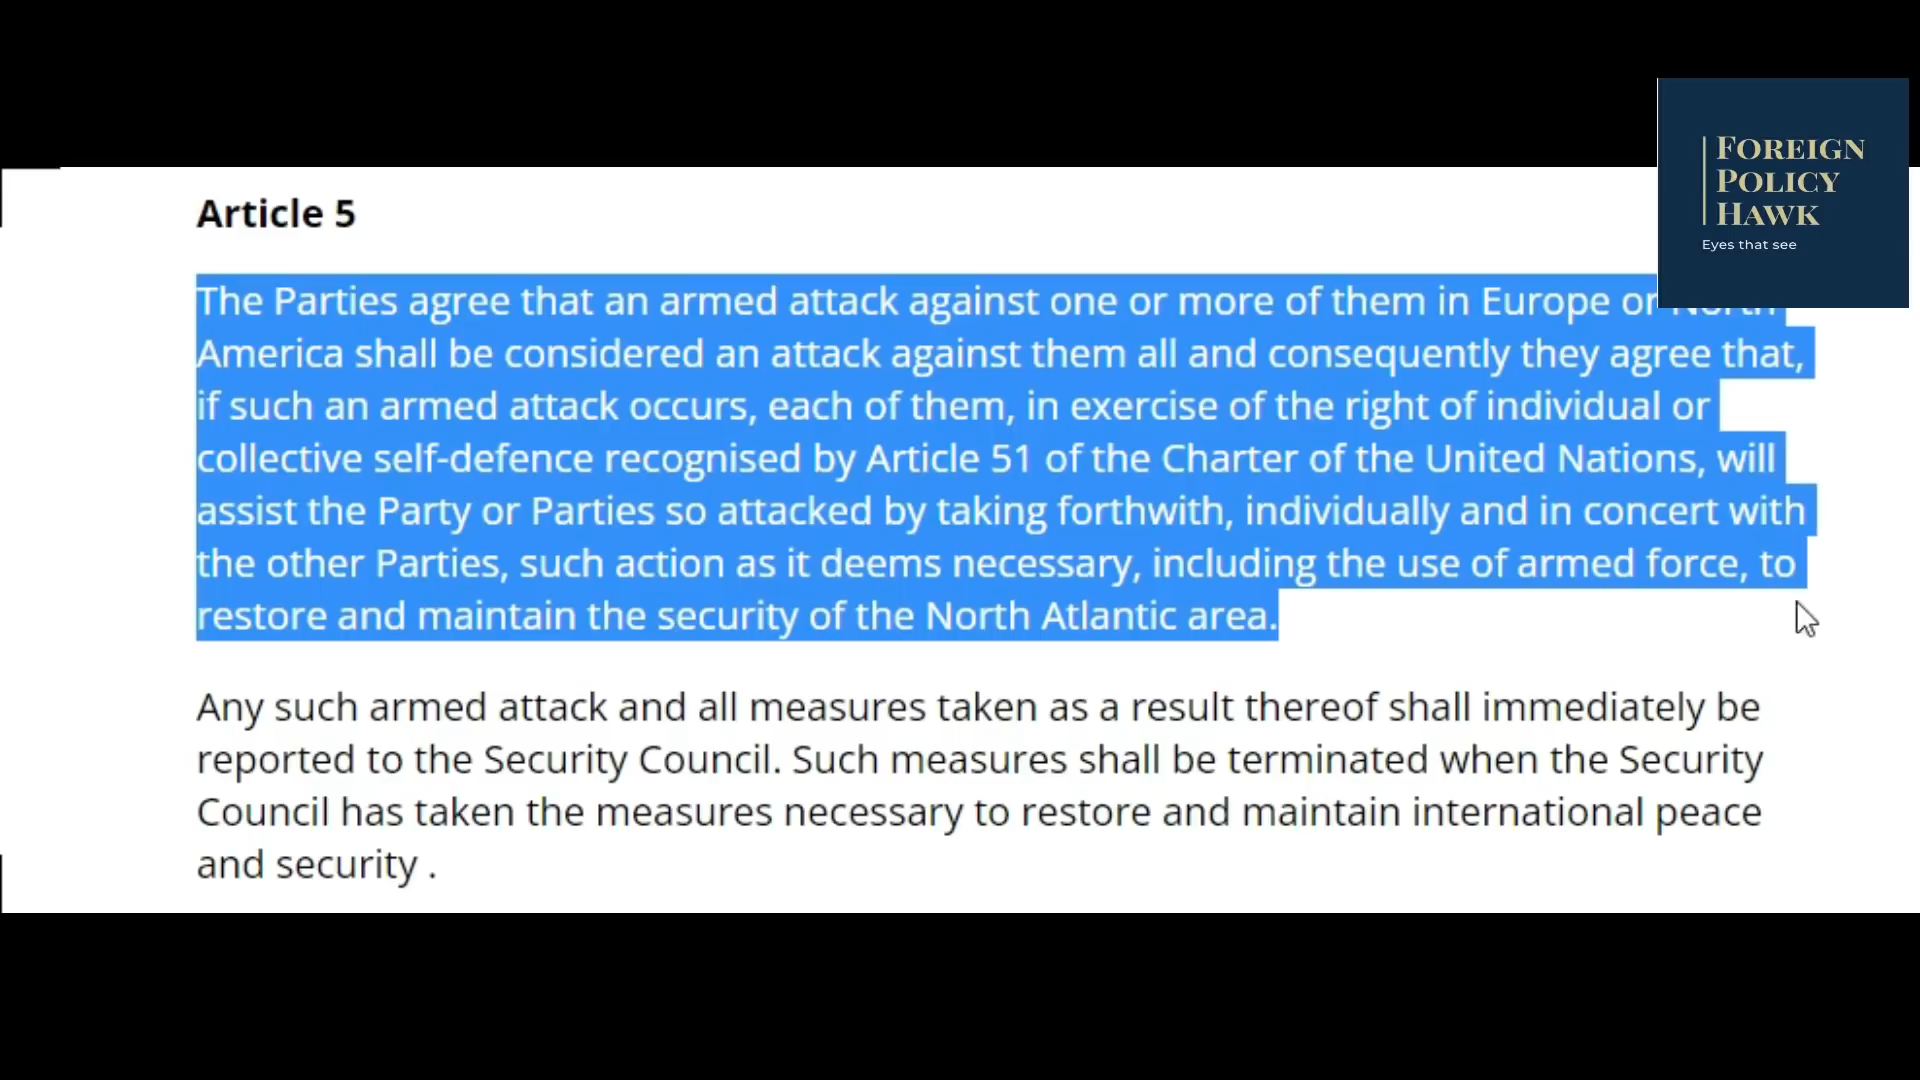 FOREIGN
POLICY
HAWK
Eyes that see
Article 5
The Parties agree that an armed attack against one or more of them in Europe or North
America shall be considered an attack against them all and consequently they agree that,
if such an armed attack occurs, each of them, in exercise of the right of individual or
collective self-defence recognised by Article 51 of the Charter of the United Nations, will
assist the Party or Parties so attacked by taking forthwith, individually and in concert with
the other Parties, such action as it deems necessary, including the use of armed force, to
restore and maintain the security of the North Atlantic area.
Any such armed attack and all measures taken as a result thereof shall immediately be
reported to the Security Council. Such measures shall be terminated when the Security
Council has taken the measures necessary to restore and maintain international peace
and security .